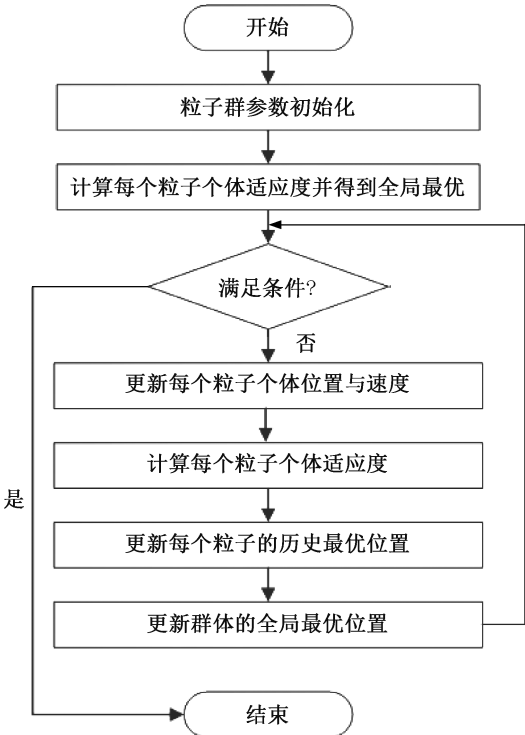 开始
粒子群参数初始化
计算每个粒子个体适应度并得到全局最优
满足条件?
否
更新每个粒子个体位置与速度
计算每个粒子个体适应度
是
更新每个粒子的历史最优位置
更新群体的全局最优位置
结束